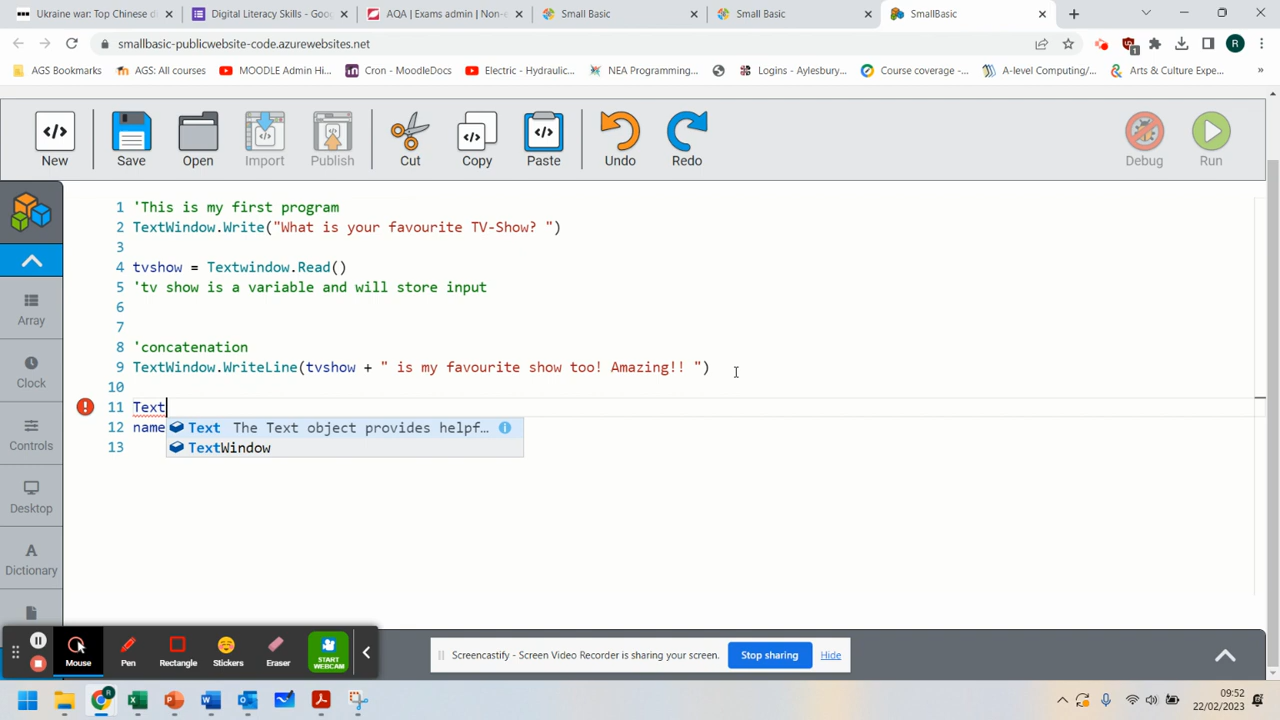 Ukraine war: Top Chinese di
Digital Literacy Skills - Goo
AQA | Exams admin | Non-e
Small Basic
Small Basic
SmallBasic
smallbasic-publicwebsite-code.azurewebsites.net
R
1
AGS Bookmarks
AGS: All courses
MOODLE Admin Hi...
Cron - MoodleDocs
Electric - Hydraulic...
NEA Programming...
Logins - Aylesbury...
Course coverage -...
A-level Computing/...
Arts & Culture Expe...
»
New
Save
Open
Import
Publish
Cut
Copy
Paste
Undo
Redo
Debug
Run
1 'This is my first program
2 TextWindow.Write("What is your favourite TV-Show? ")
3
4 tvshow = Textwindow.Read()
5 'tv show is a variable and will store input
6
7
8 'concatenation
9 TextWindow.WriteLine(tvshow + " is my favourite show too! Amazing!! ")
10
11 Text
12 name
13
Text The Text object provides helpf...
TextWindow
Array
Clock
Controls
Desktop
Dictionary
Mouse
Pen
Rectangle
Stickers
Eraser
START WEBCAM
Screencastify - Screen Video Recorder is sharing your screen.
Stop sharing
Hide
09:52
22/02/2023